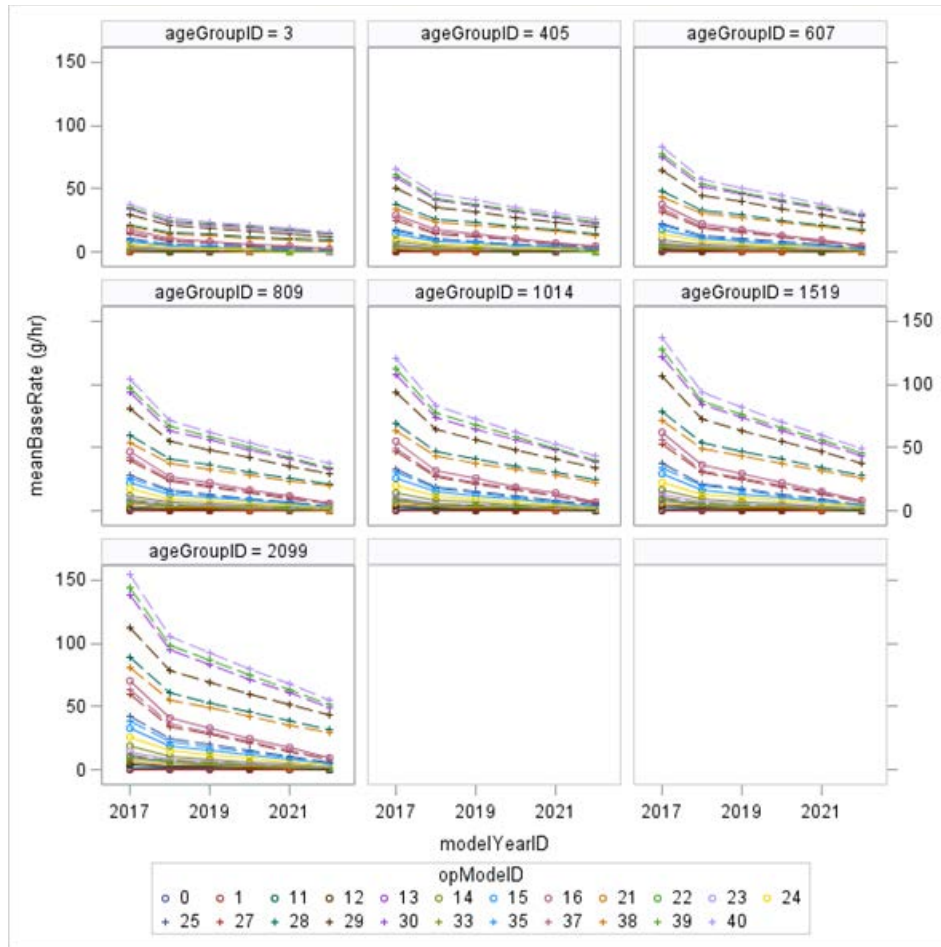 ageGroupID = 3 ageGroupID = 405 ageGroupID = 607
150
100
50
0
ageGroupID = 809 ageGroupID = 1014 ageGroupID = 1519
meanBaseRate (g/hr)
150
100
50
0
ageGroupID = 2099
150
100
50
0
2017 2019 2021 2017 2019 2021 2017 2019 2021
modelYearID
opModeID
0 1 11 12 13 14 15 16 21 22 23 24
25 27 28 29 30 33 35 37 38 39 40